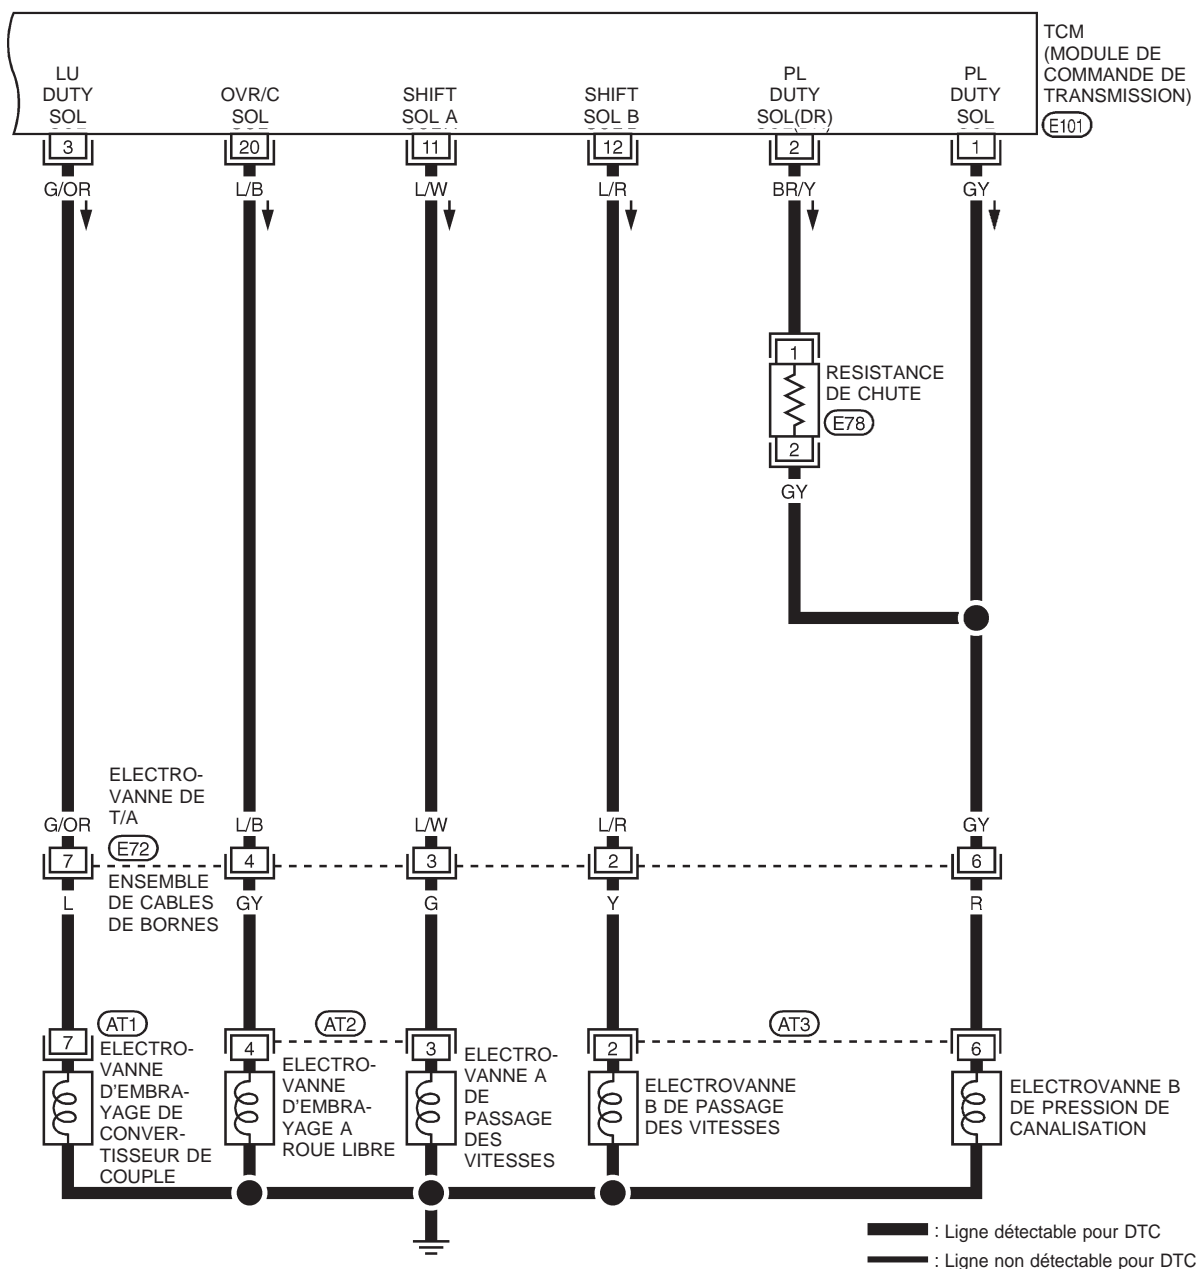 TCM
(MODULE DE
COMMANDE DE
TRANSMISSION)
E101
LU
DUTY
SOL
OVR/C
SOL
SHIFT
SOL A
SHIFT
SOL B
PL
DUTY
SOL(DR)
PL
DUTY
SOL
3
20
11
12
2
1
G/OR
L/B
L/W
L/R
BR/Y
GY
1
RESISTANCE
DE CHUTE
E78
2
GY
ELECTRO-
VANNE DE
T/A
E72
ENSEMBLE
DE CABLES
DE BORNES
G/OR
L/B
L/W
L/R
GY
7
4
3
2
6
L
GY
G
Y
R
AT1
AT2
AT3
7
4
3
2
6
ELECTRO-
VANNE
D'EMBRA-
YAGE DE
CONVER-
TISSEUR DE
COUPLE
ELECTRO-
VANNE
D'EMBRA-
YAGE A
ROUE LIBRE
ELECTRO-
VANNE A
DE
PASSAGE
DES
VITESSES
ELECTROVANNE
B DE PASSAGE
DES VITESSES
ELECTROVANNE B
DE PRESSION DE
CANALISATION
: Ligne détectable pour DTC
: Ligne non détectable pour DTC